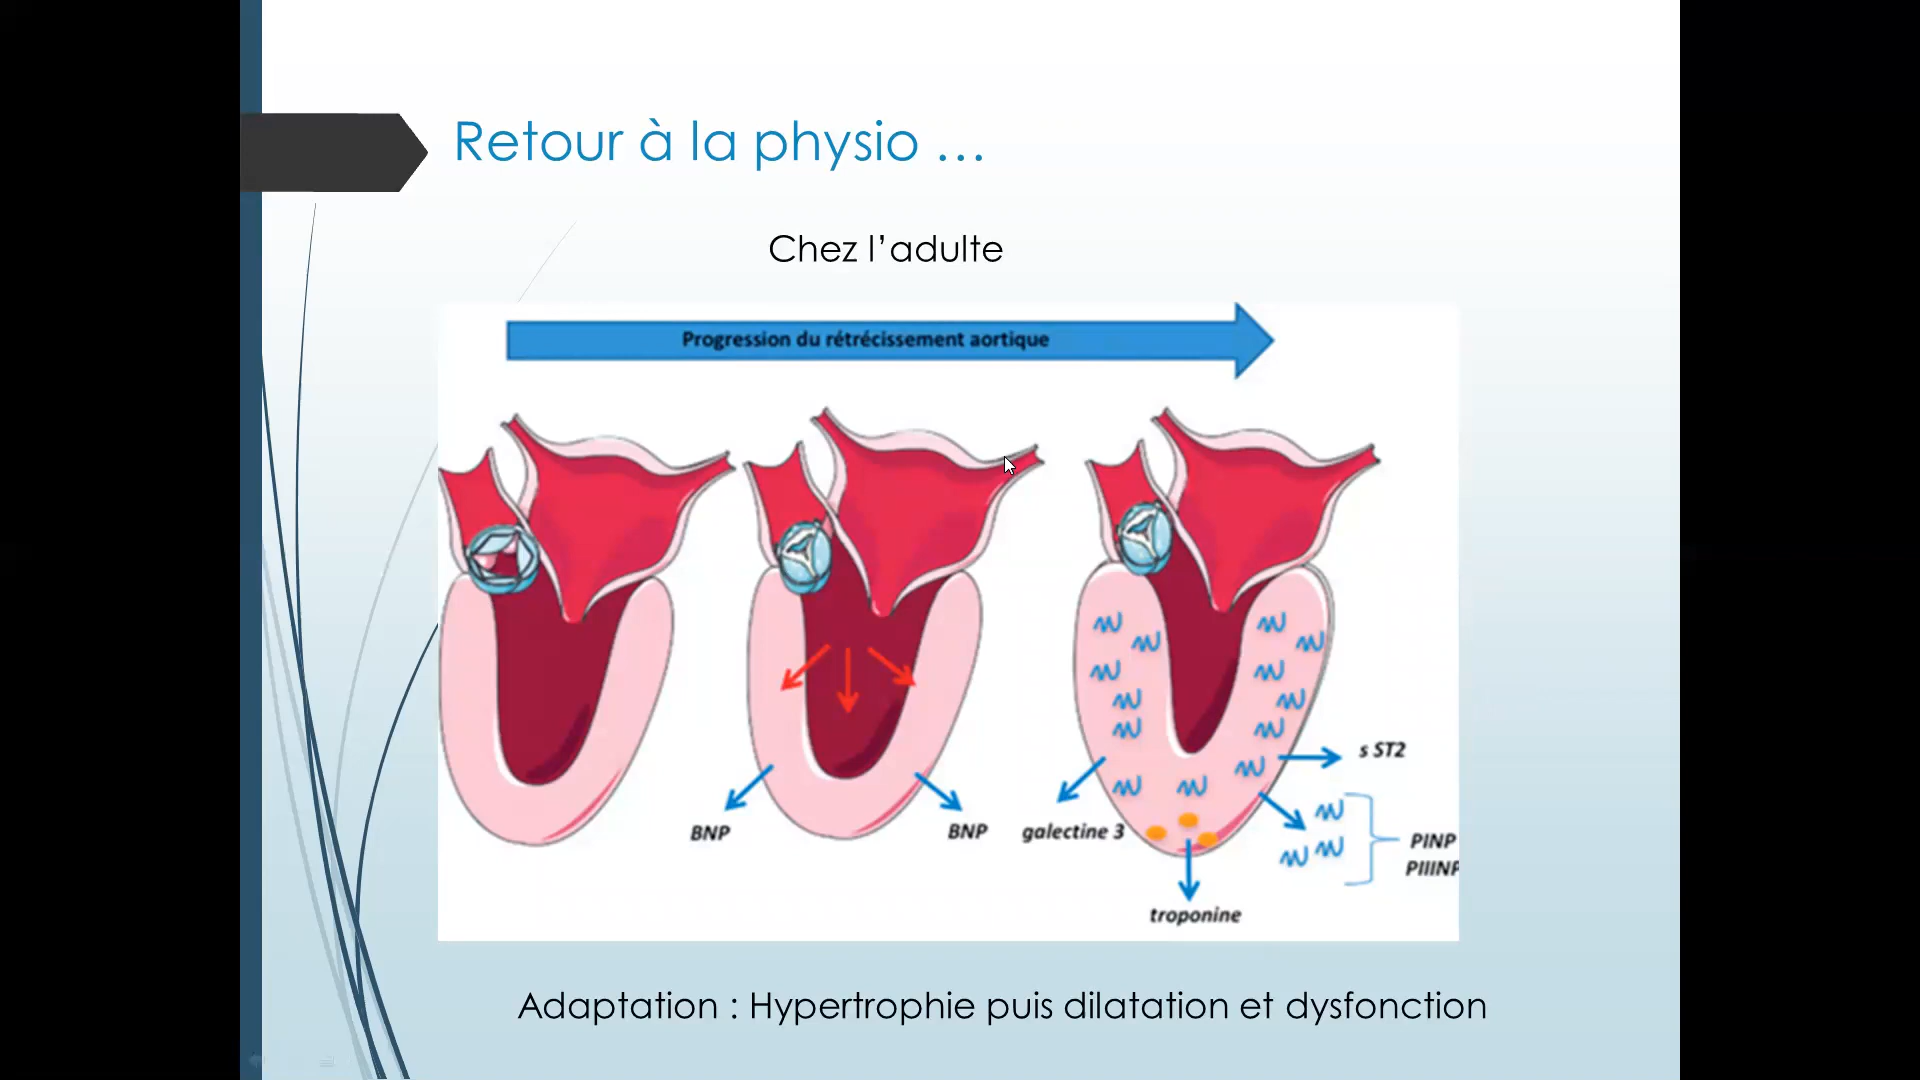 Retour à la physio …
Chez l’adulte
Progression du rétrécissement aortique
s ST2
BNP
BNP
galectine 3
PINP
PIIINP
troponine
Adaptation : Hypertrophie puis dilatation et dysfonction